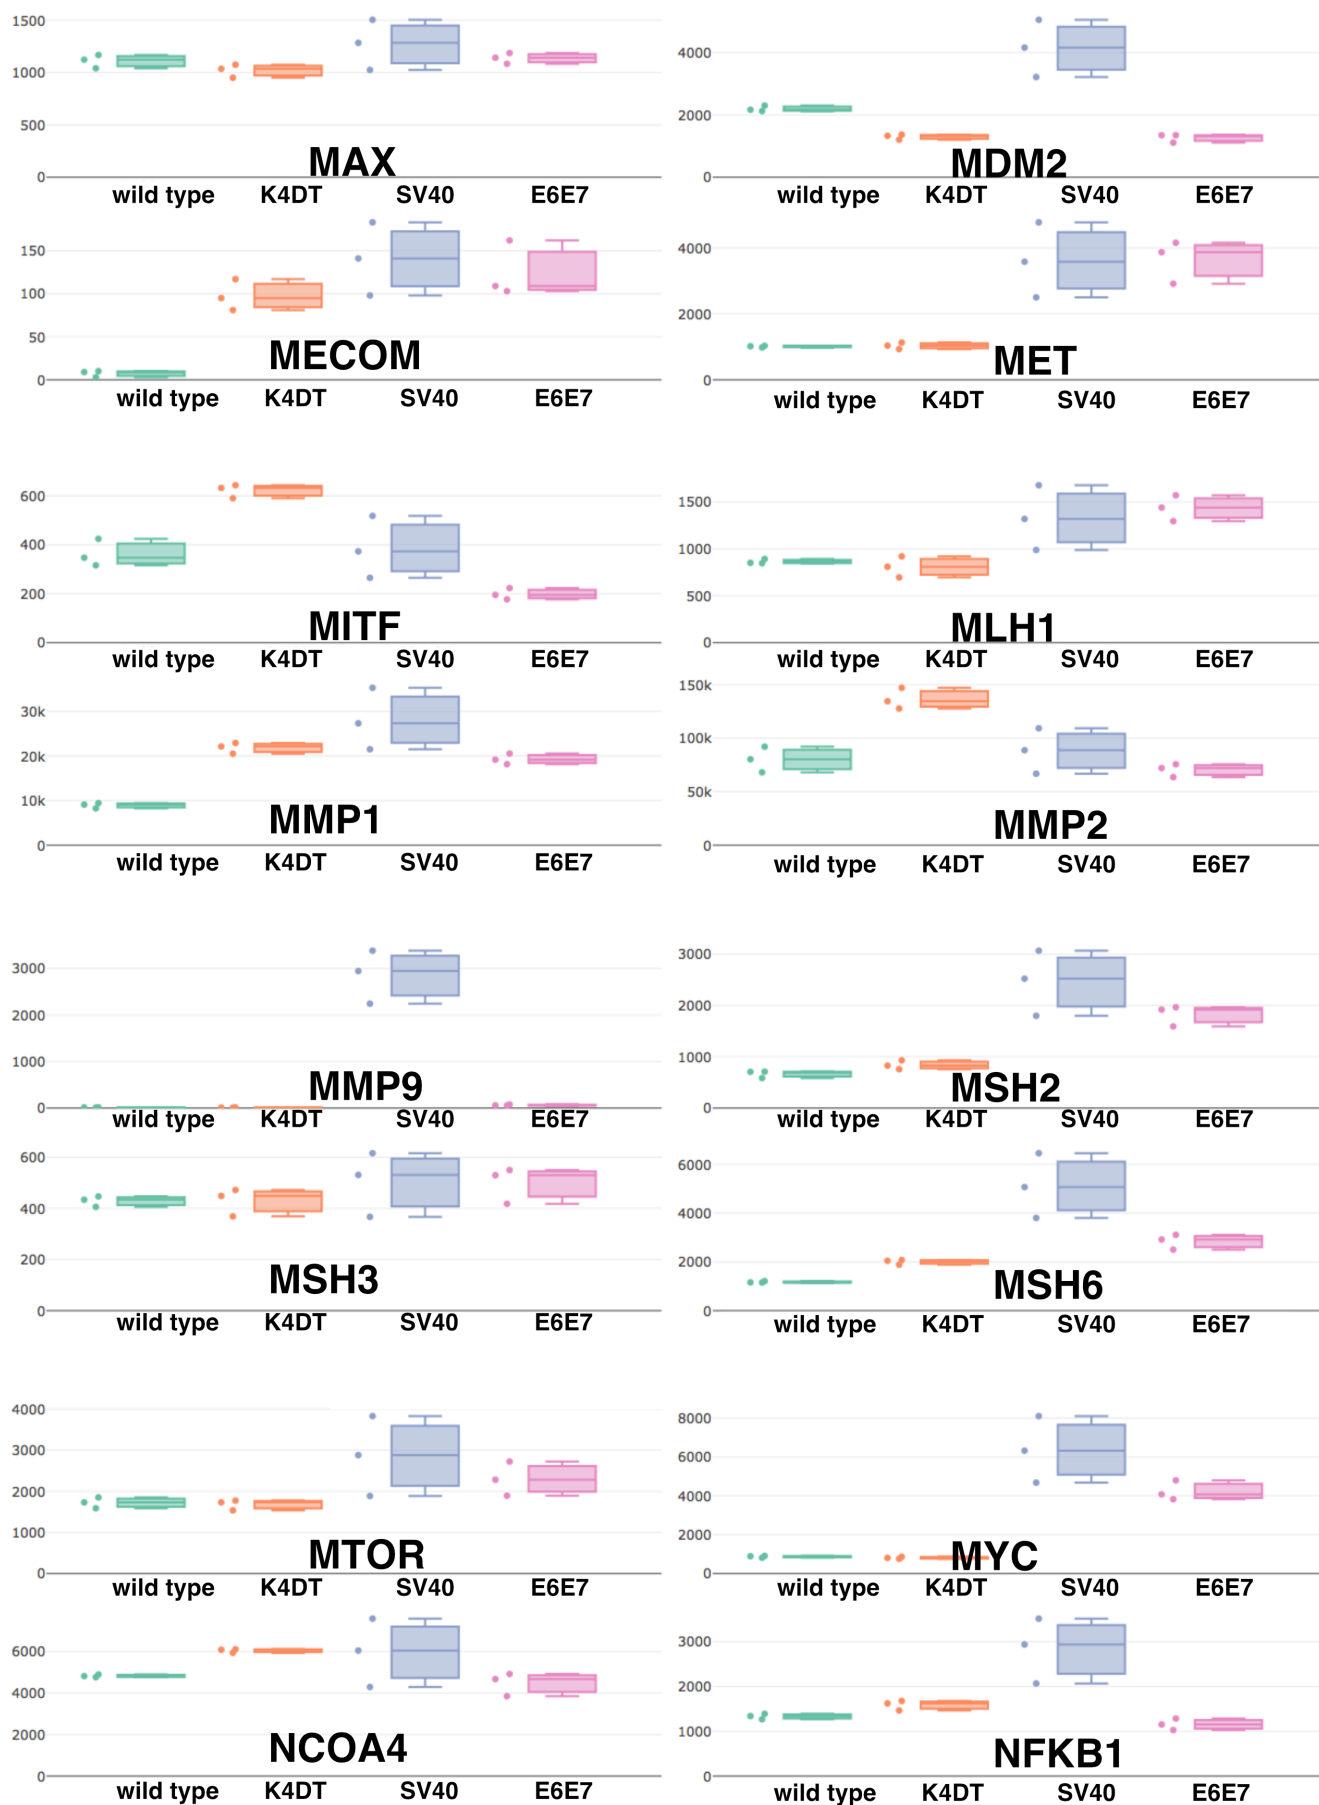 1500
1000
500
0
MAX
wild type K4DT SV40 E6E7
4000
2000
0
MDM2
wild type K4DT SV40 E6E7
150
100
50
0
MECOM
wild type K4DT SV40 E6E7
4000
2000
0
MET
wild type K4DT SV40 E6E7
600
400
200
0
MITF
wild type K4DT SV40 E6E7
1500
1000
500
0
MLH1
wild type K4DT SV40 E6E7
30k
20k
10k
0
MMP1
wild type K4DT SV40 E6E7
150k
100k
50k
0
MMP2
wild type K4DT SV40 E6E7
3000
2000
1000
0
MMP9
wild type K4DT SV40 E6E7
3000
2000
1000
0
MSH2
wild type K4DT SV40 E6E7
600
400
200
0
MSH3
wild type K4DT SV40 E6E7
6000
4000
2000
0
MSH6
wild type K4DT SV40 E6E7
4000
3000
2000
1000
0
MTOR
wild type K4DT SV40 E6E7
8000
6000
4000
2000
0
MYC
wild type K4DT SV40 E6E7
6000
4000
2000
0
NCOA4
wild type K4DT SV40 E6E7
3000
2000
1000
0
NFKB1
wild type K4DT SV40 E6E7